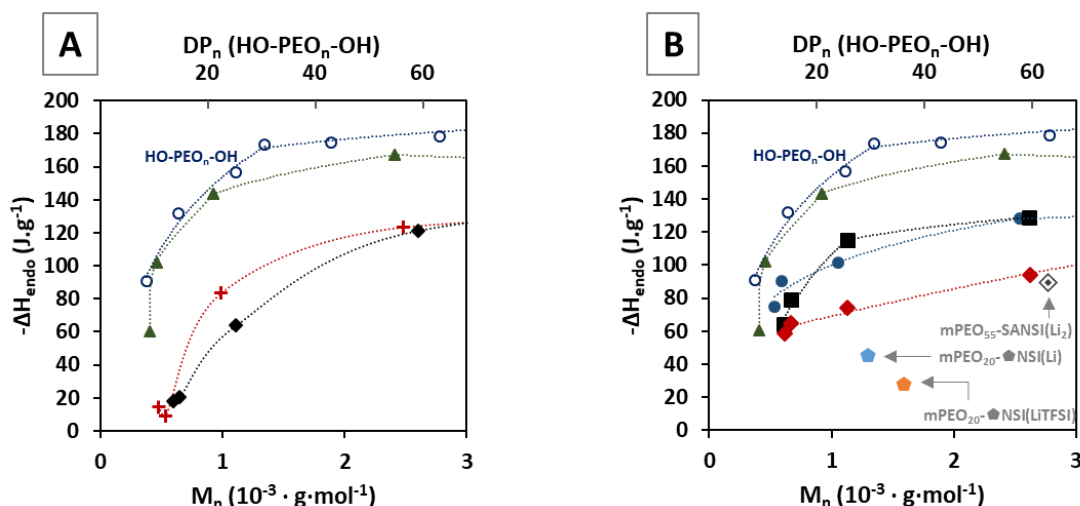 A
DPₙ (HO-PEOₙ-OH)
20 40 60
200
180
160
140
120
100
80
60
40
20
0
-ΔHendo (J.g⁻¹)
HO-PEOₙ-OH
0 1 2 3
Mₙ (10⁻³ · g·mol⁻¹)
B
DPₙ (HO-PEOₙ-OH)
20 40 60
200
180
160
140
120
100
80
60
40
20
0
-ΔHendo (J.g⁻¹)
HO-PEOₙ-OH
mPEO₅₅-SANSI(Li₂)
mPEO₂₀-⬟NSI(Li)
mPEO₂₀-⬟NSI(LiTFSI)
0 1 2 3
Mₙ (10⁻³ · g·mol⁻¹)